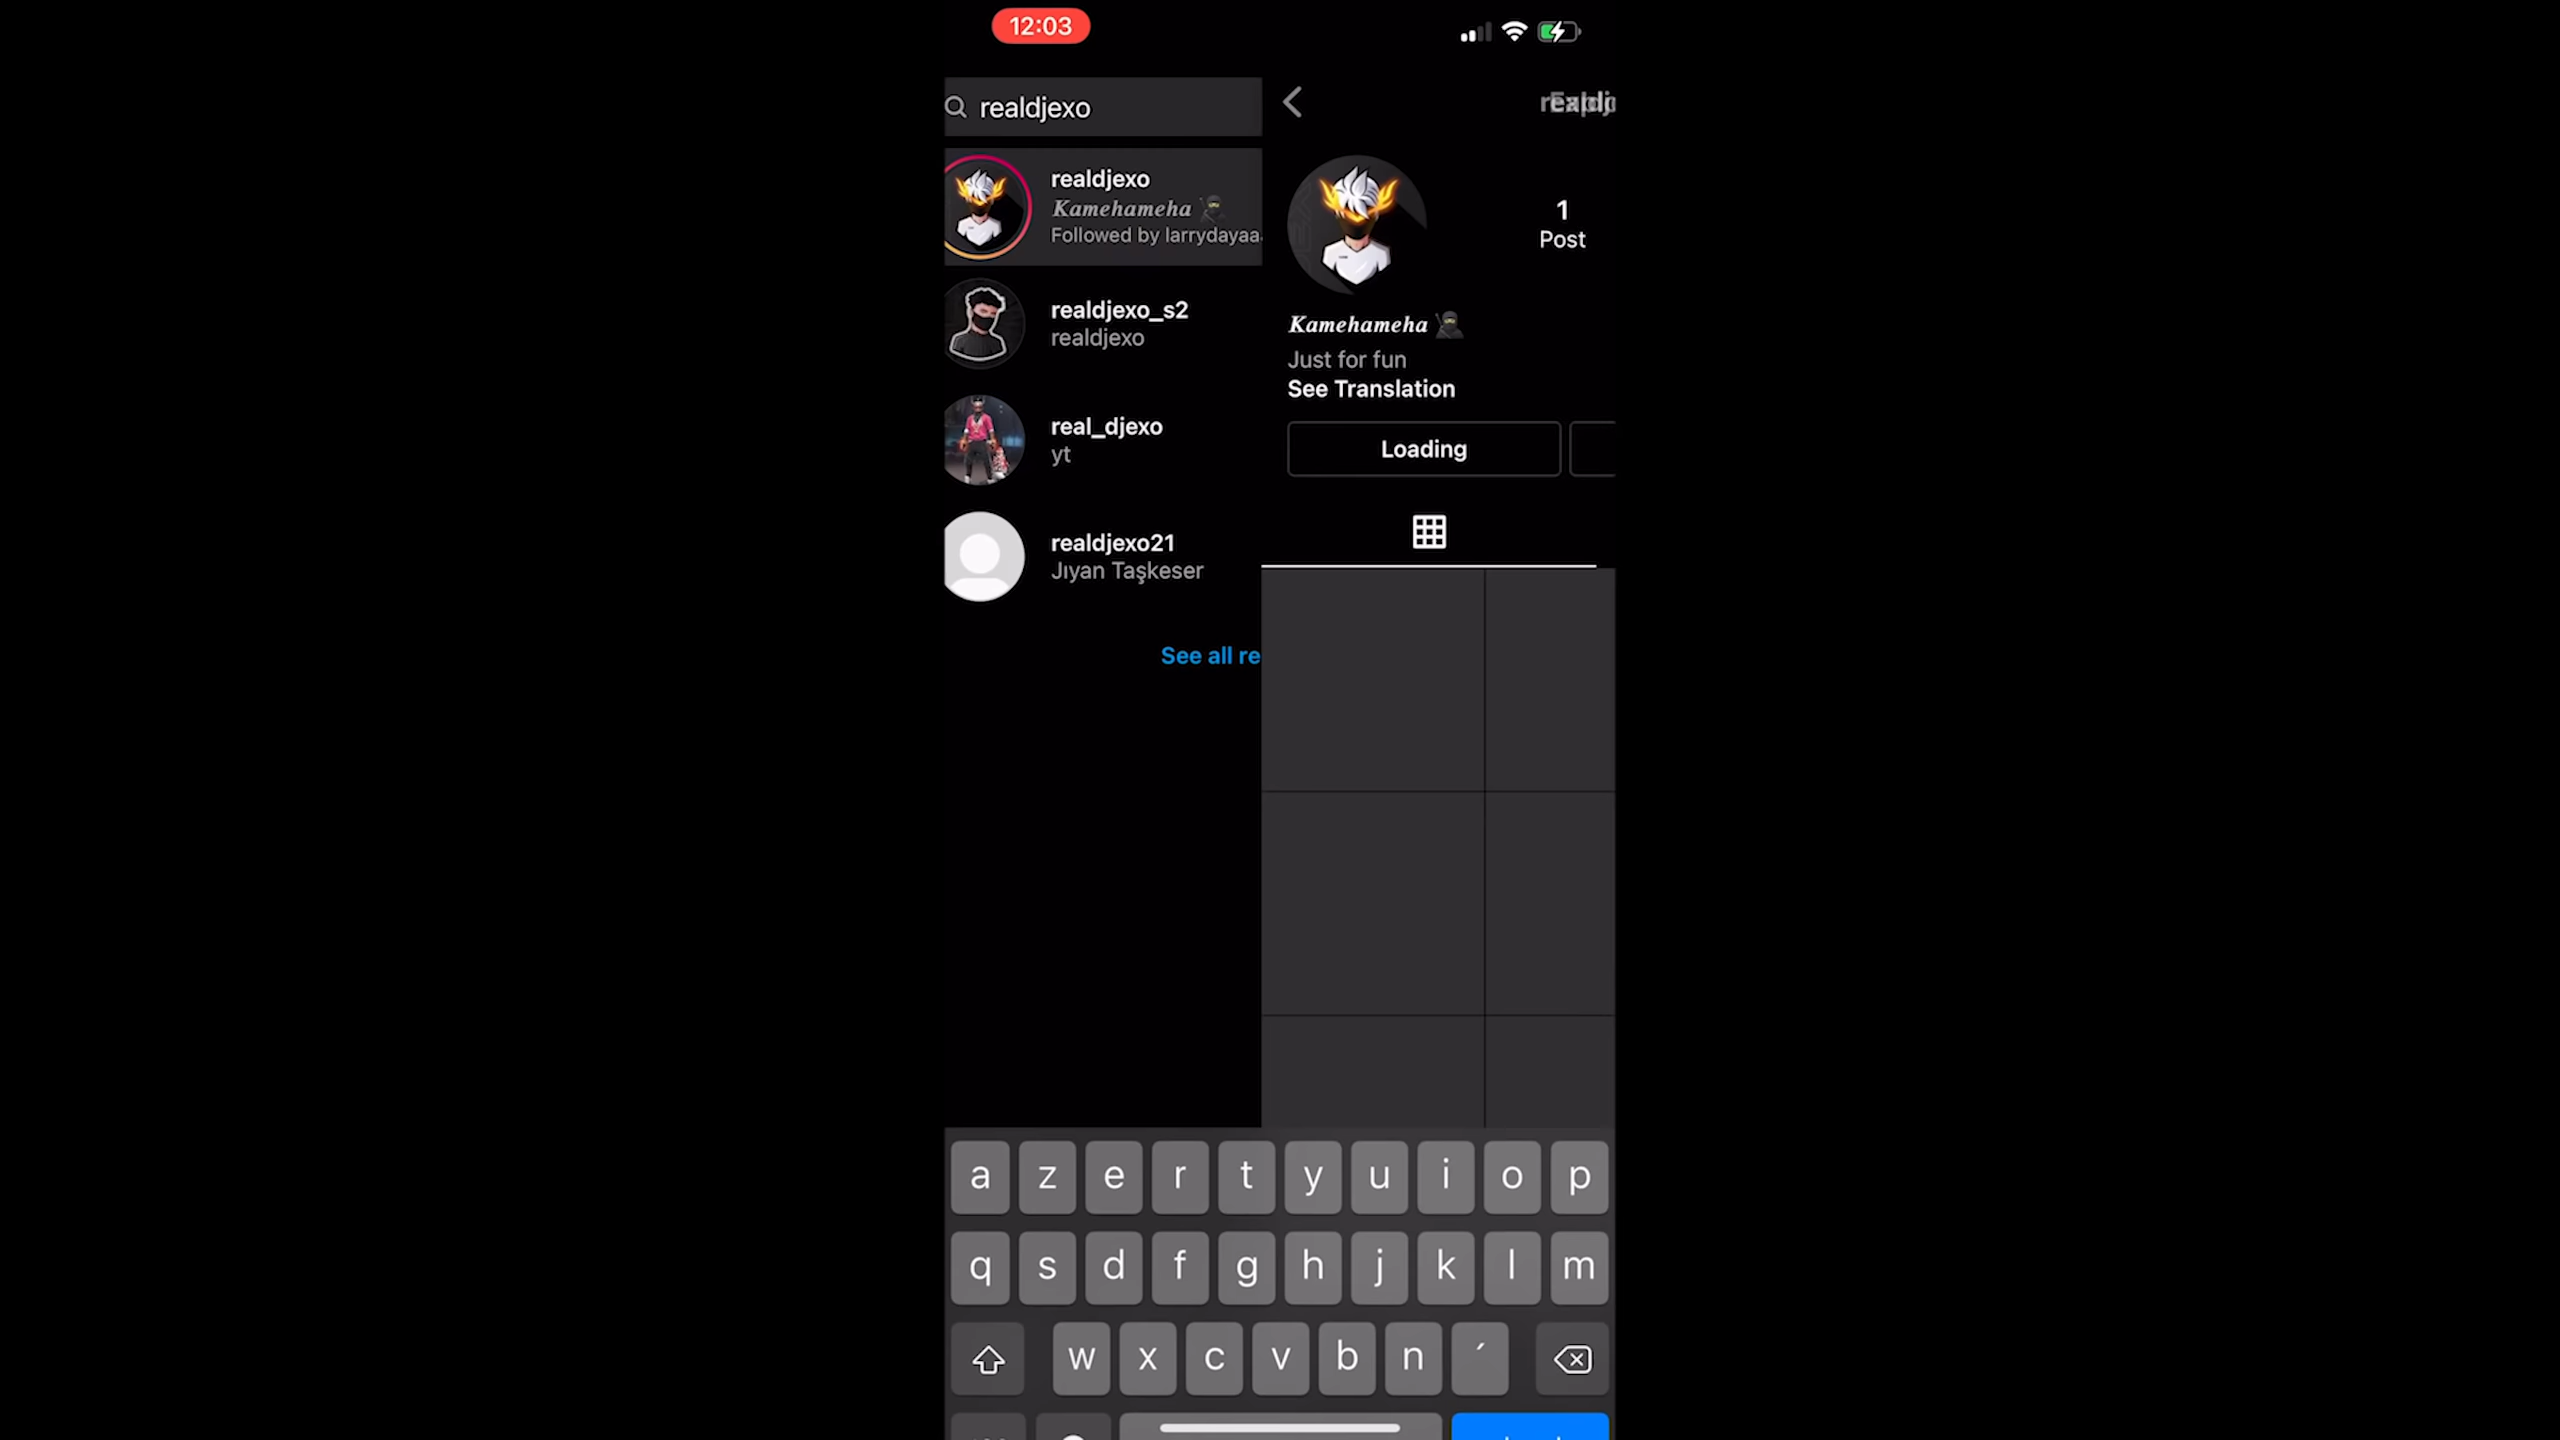 12:03
realdjexo
realdjexo
Kamehameha
Followed by larrydayaa
realdjexo_s2
realdjexo
real_djexo
yt
realdjexo21
Jıyan Taşkeser
See all re
1
Post
Kamehameha
Just for fun
See Translation
Loading
a z e r t y u i o p
q s d f g h j k l m
w x c v b n ´